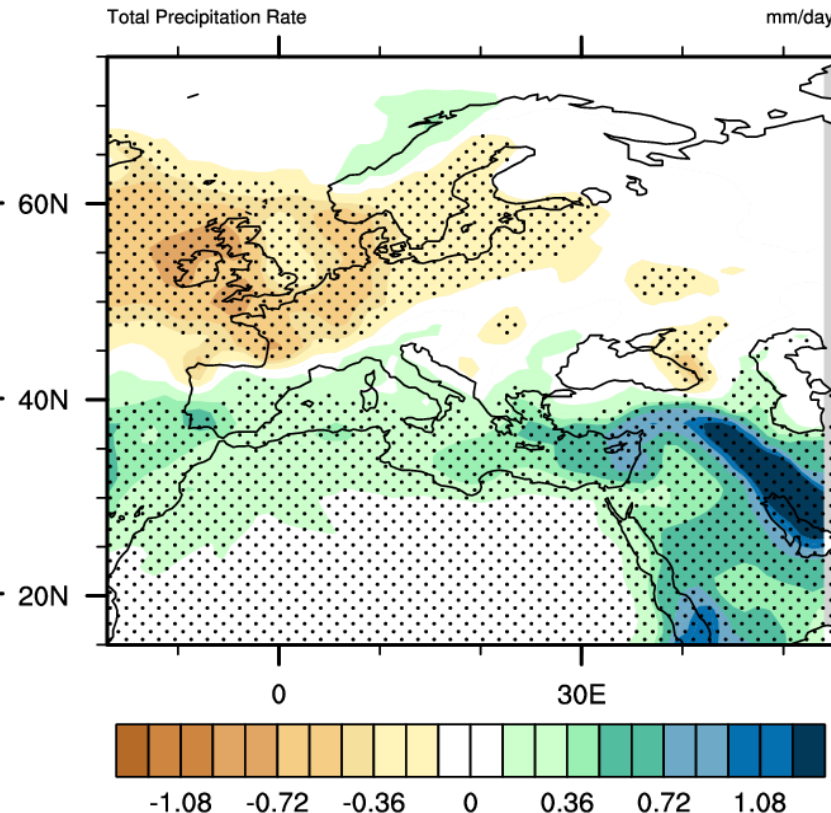 Total Precipitation Rate mm/day
60N
40N
20N
0 30E
-1.08 -0.72 -0.36 0 0.36 0.72 1.08